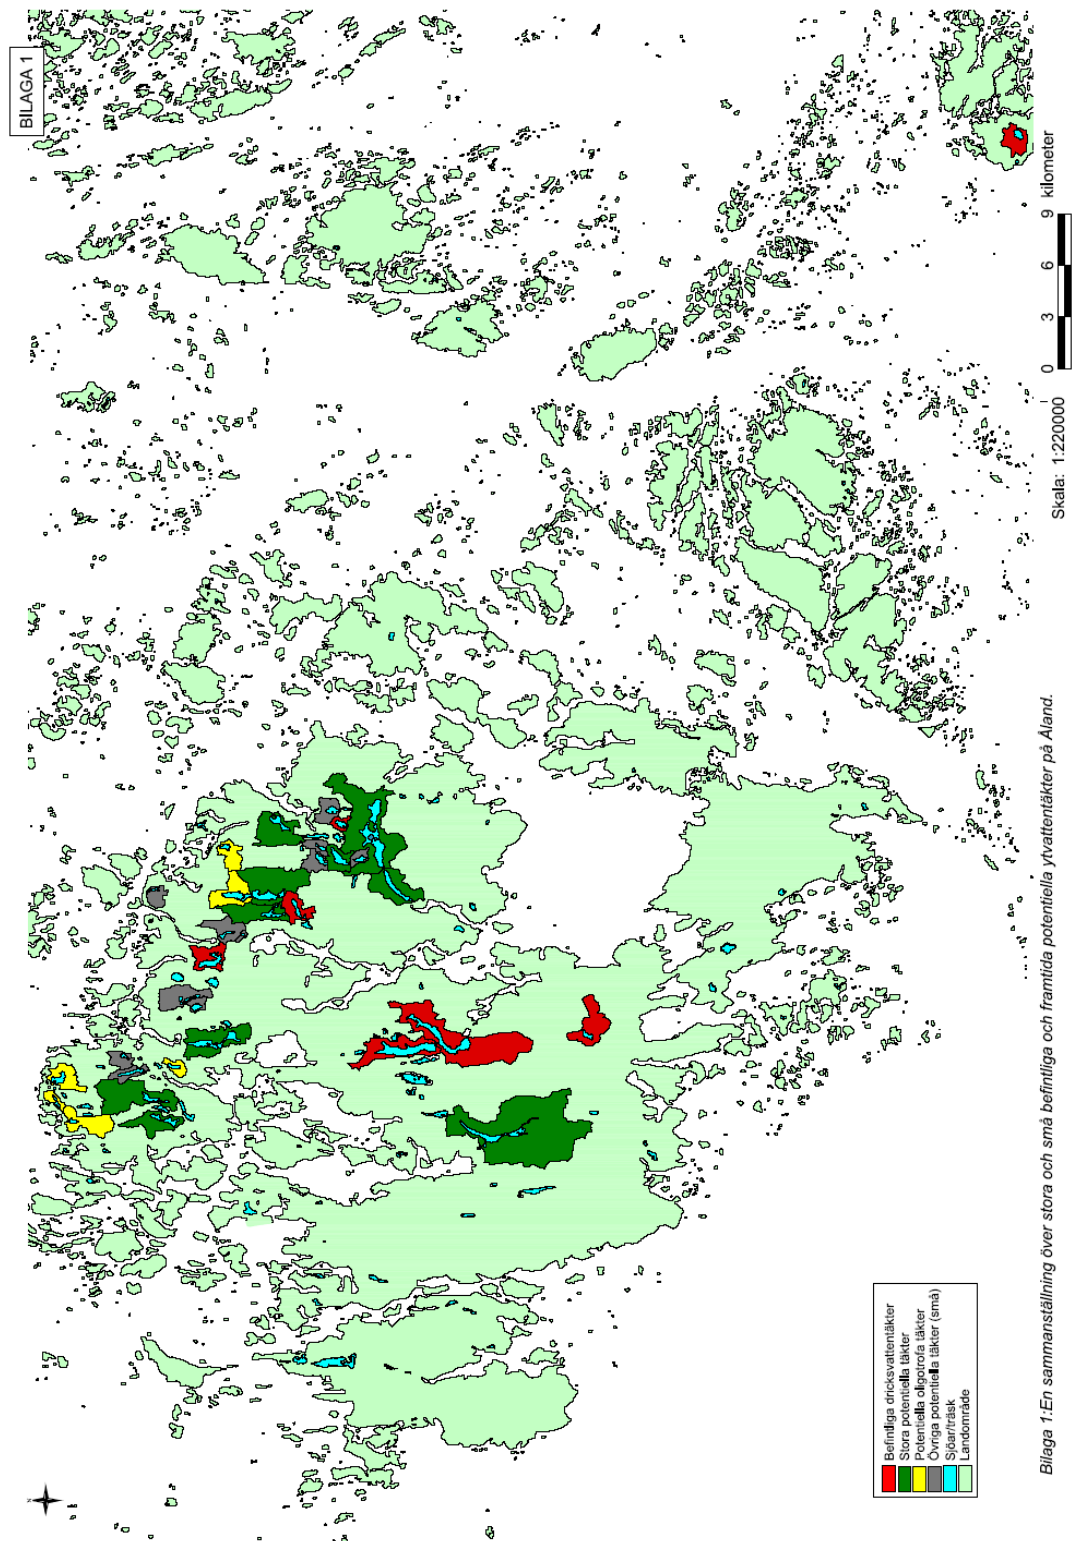 BILAGA 1
N
Befintliga dricksvattentäkter
Stora potentiella täkter
Potentiella oligotrofa täkter
Övriga potentiella täkter (små)
Sjöar/träsk
Landområde
0 3 6 9 kilometer
Skala: 1:220000
Bilaga 1:En sammanställning över stora och små befintliga och framtida potentiella ytvattentäkter på Åland.